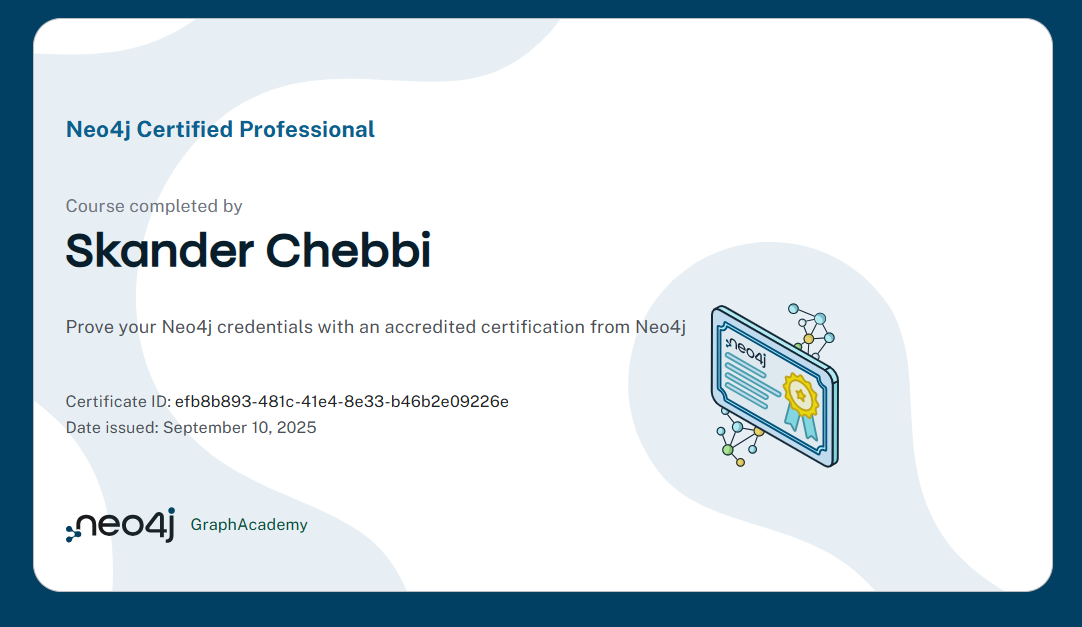 Neo4j Certified Professional
Course completed by
Skander Chebbi
Prove your Neo4j credentials with an accredited certification from Neo4j
neo4j
Certificate ID: efb8b893-481c-41e4-8e33-b46b2e09226e
Date issued: September 10, 2025
neo4j GraphAcademy